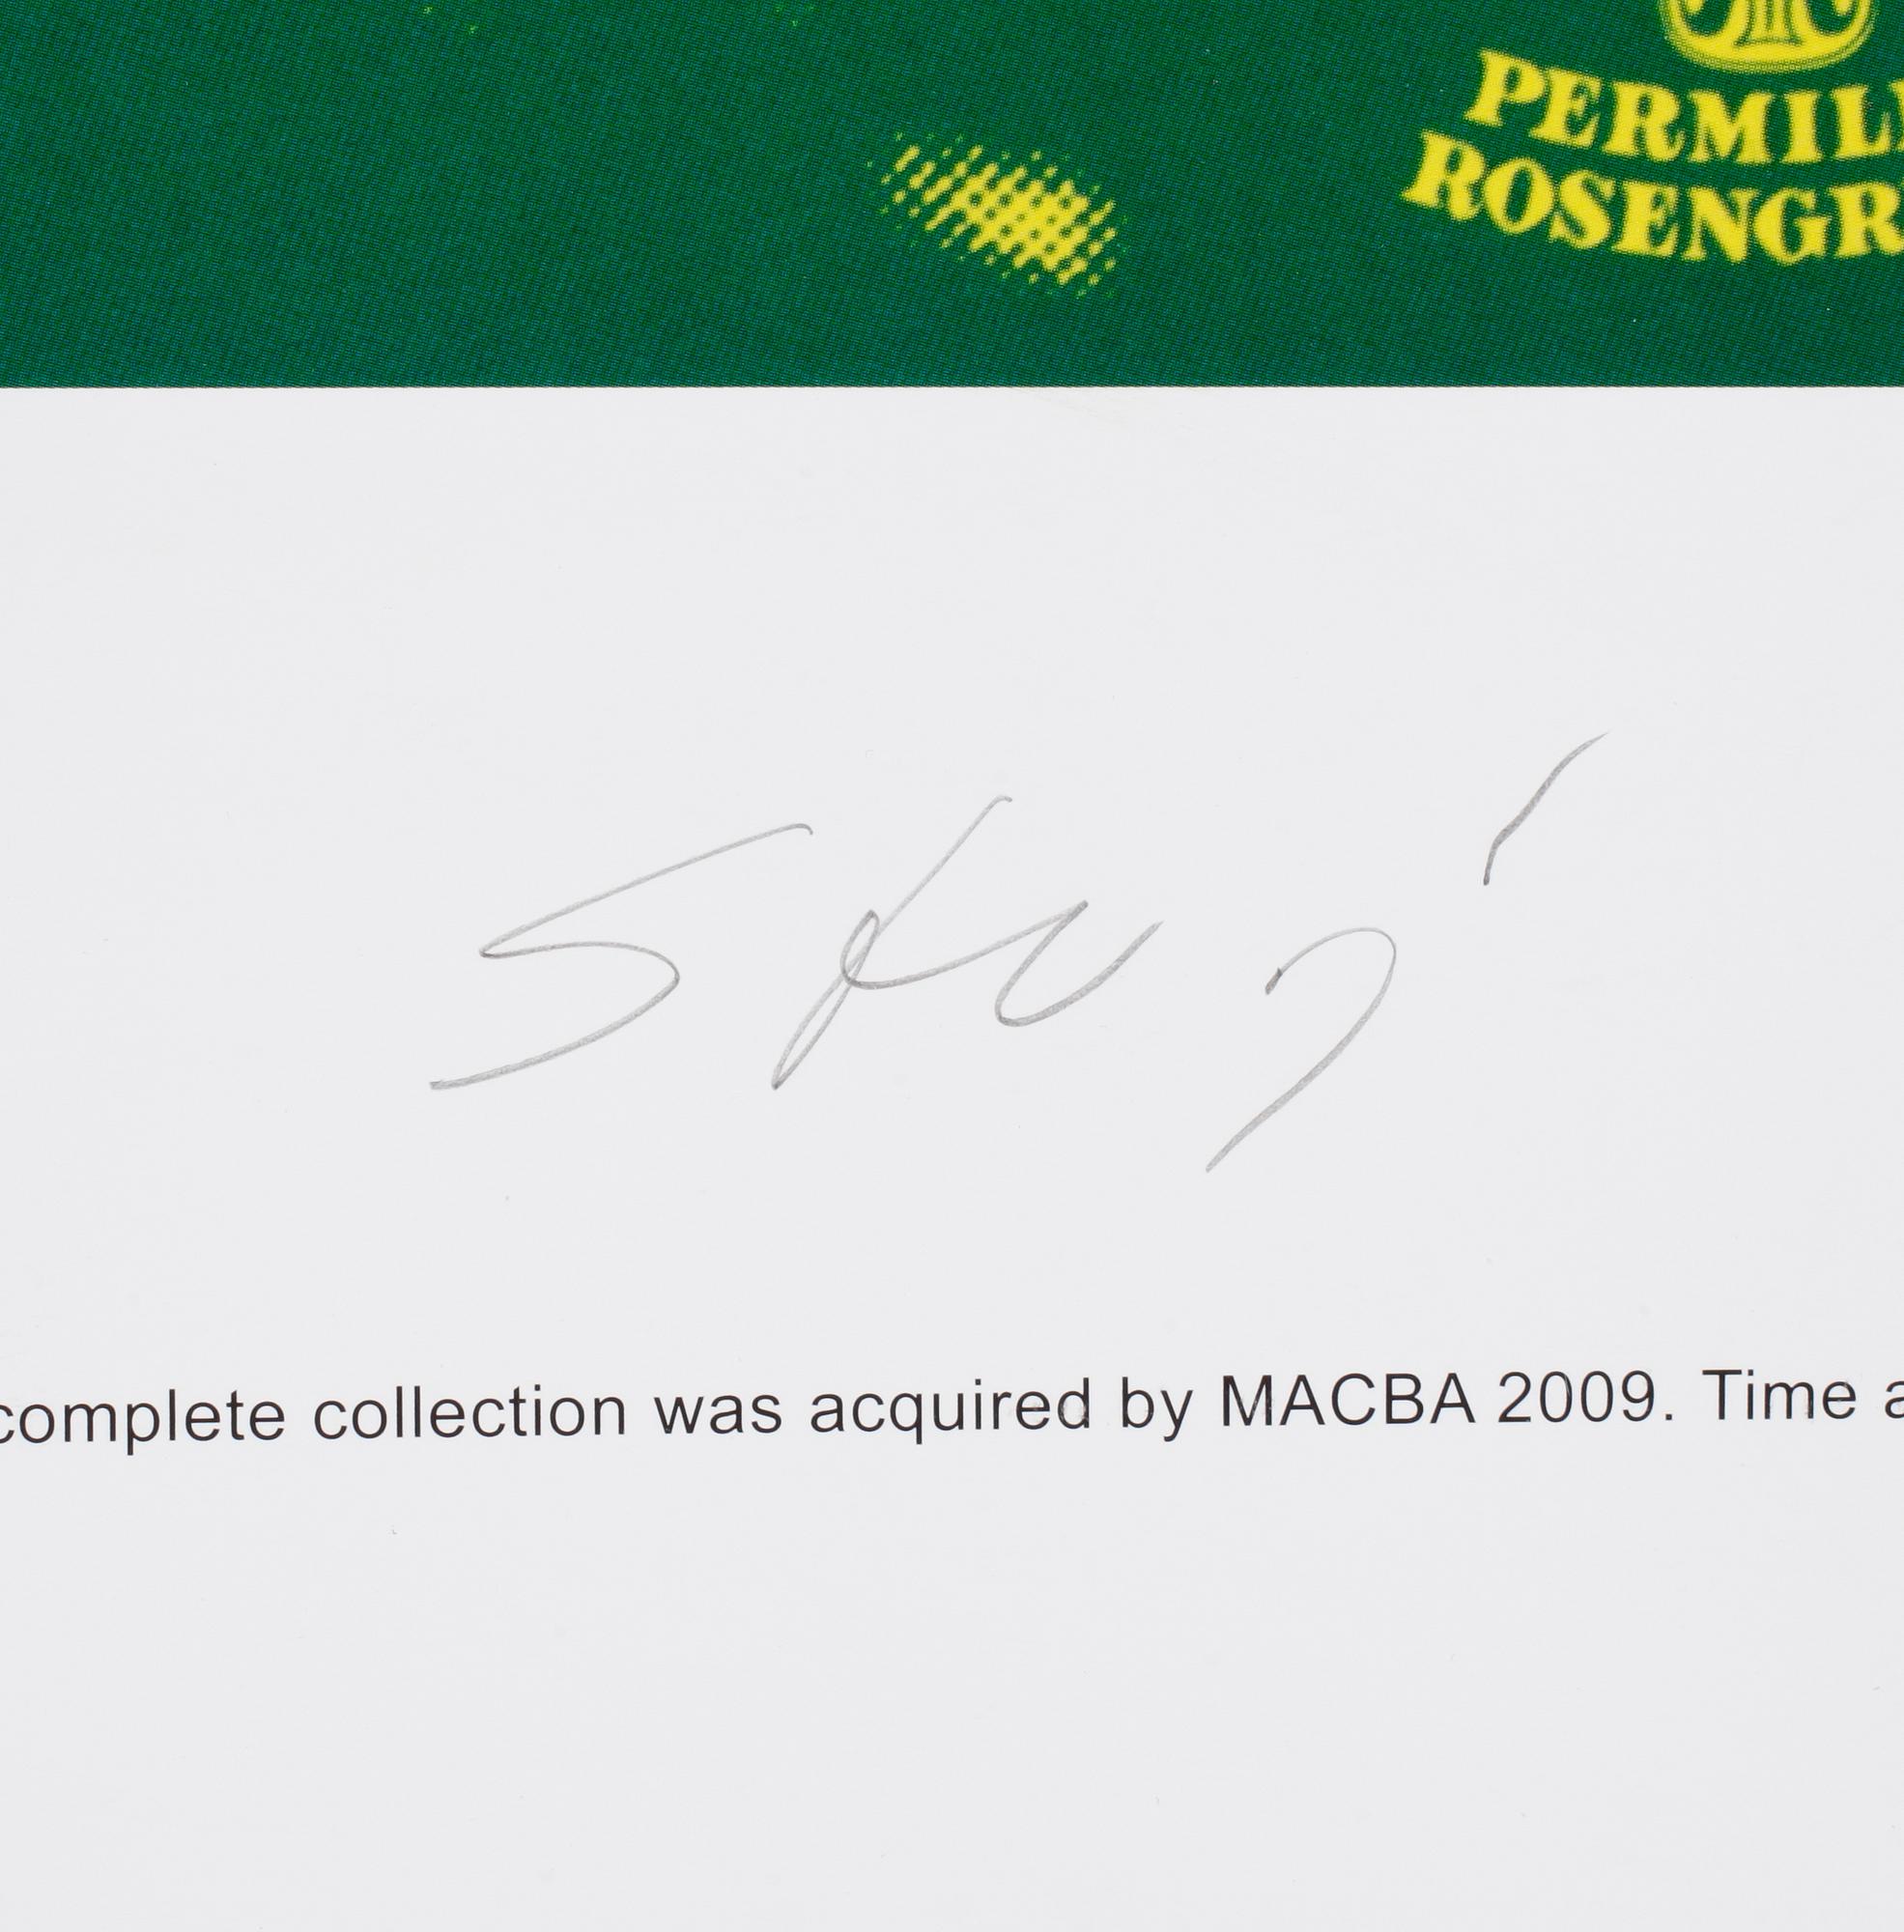 PERMIL
ROSENGR
complete collection was acquired by MACBA 2009. Time a